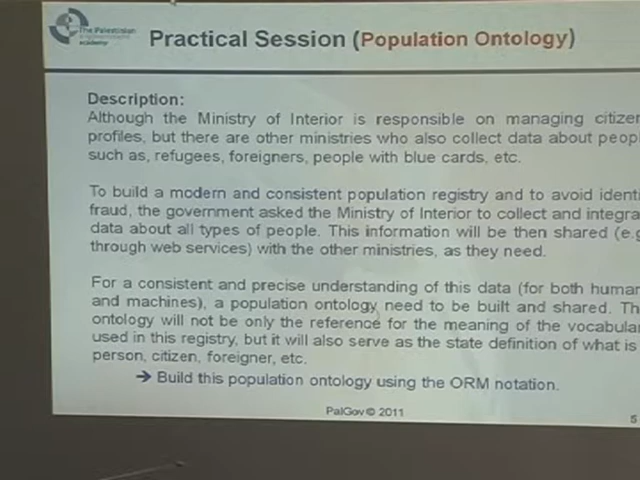 The Palestinian
academy
Practical Session (Population Ontology)
Description:
Although the Ministry of Interior is responsible on managing citizen
profiles, but there are other ministries who also collect data about peop
such as, refugees, foreigners, people with blue cards, etc.
To build a modern and consistent population registry and to avoid identi
fraud, the government asked the Ministry of Interior to collect and integra
data about all types of people. This information will be then shared (e.g
through web services) with the other ministries, as they need.
For a consistent and precise understanding of this data (for both human
and machines), a population ontology need to be built and shared. Th
ontology will not be only the reference for the meaning of the vocabular
used in this registry, but it will also serve as the state definition of what is
person, citizen, foreigner, etc.
→ Build this population ontology using the ORM notation.
PalGov © 2011
5